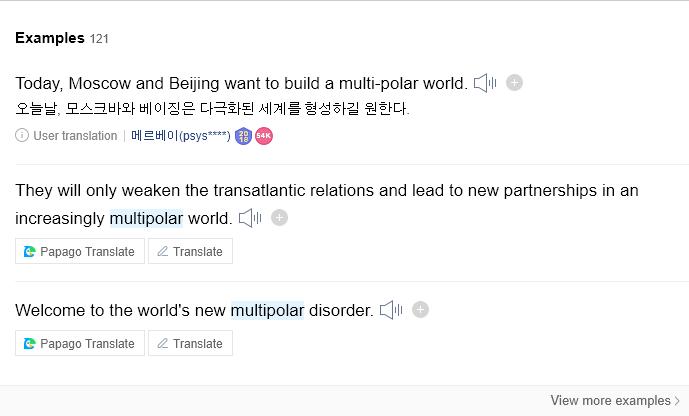 Examples 121
Today, Moscow and Beijing want to build a multi-polar world.
오늘날, 모스크바와 베이징은 다극화된 세계를 형성하길 원한다.
User translation | 메르베이(psys****) 2018 54K
They will only weaken the transatlantic relations and lead to new partnerships in an
increasingly multipolar world.
Papago Translate Translate
Welcome to the world's new multipolar disorder.
Papago Translate Translate
View more examples